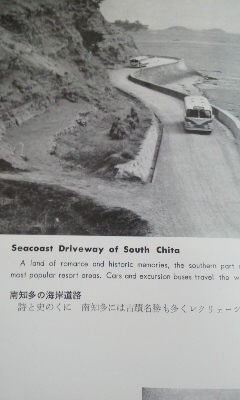 Seacoast Driveway of South Chita
A land of romance and historic memories, the southern part
most popular resort areas. Cars and excursion buses travel the
南知多の海岸道路
詩と史のくに 南知多には古蹟名勝も多くレクリェーシ